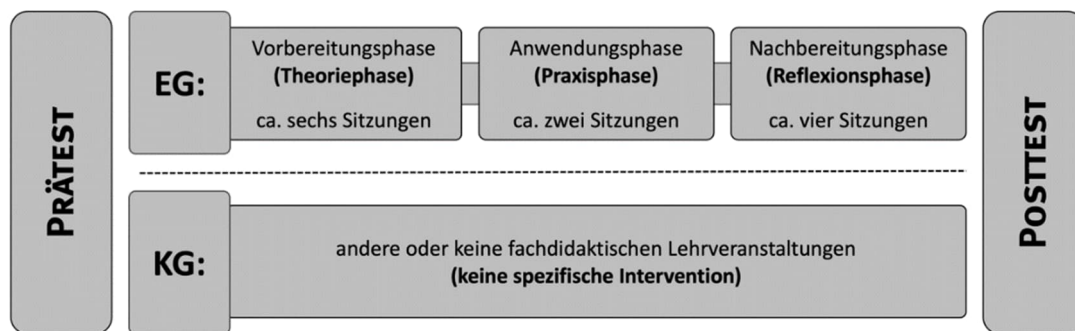 PRÄTEST
EG:
Vorbereitungsphase
(Theoriephase)
ca. sechs Sitzungen
Anwendungsphase
(Praxisphase)
ca. zwei Sitzungen
Nachbereitungsphase
(Reflexionsphase)
ca. vier Sitzungen
KG:
andere oder keine fachdidaktischen Lehrveranstaltungen
(keine spezifische Intervention)
POSTTEST